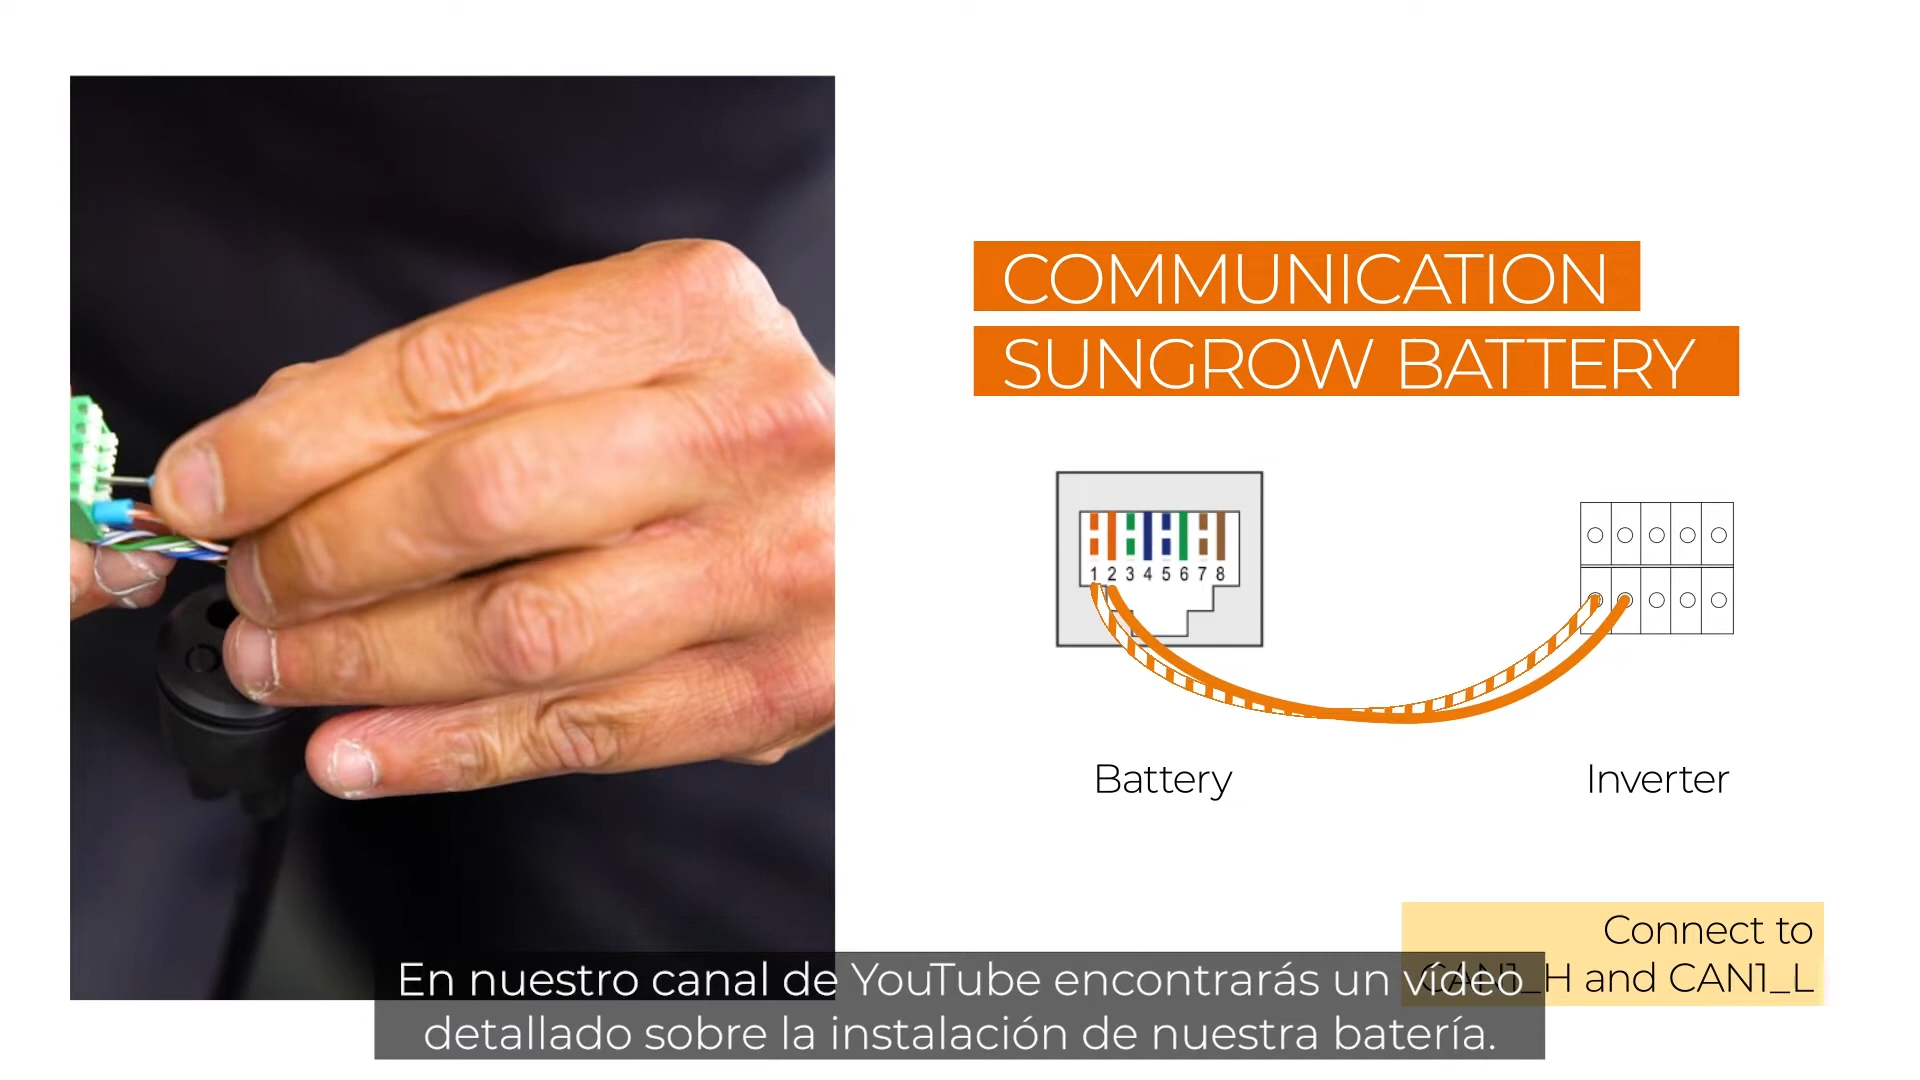 COMMUNICATION
SUNGROW BATTERY
1 2 3 4 5 6 7 8
Battery
Inverter
Connect to
CAN1_H and CAN1_L
En nuestro canal de YouTube encontrarás un vídeo
detallado sobre la instalación de nuestra batería.